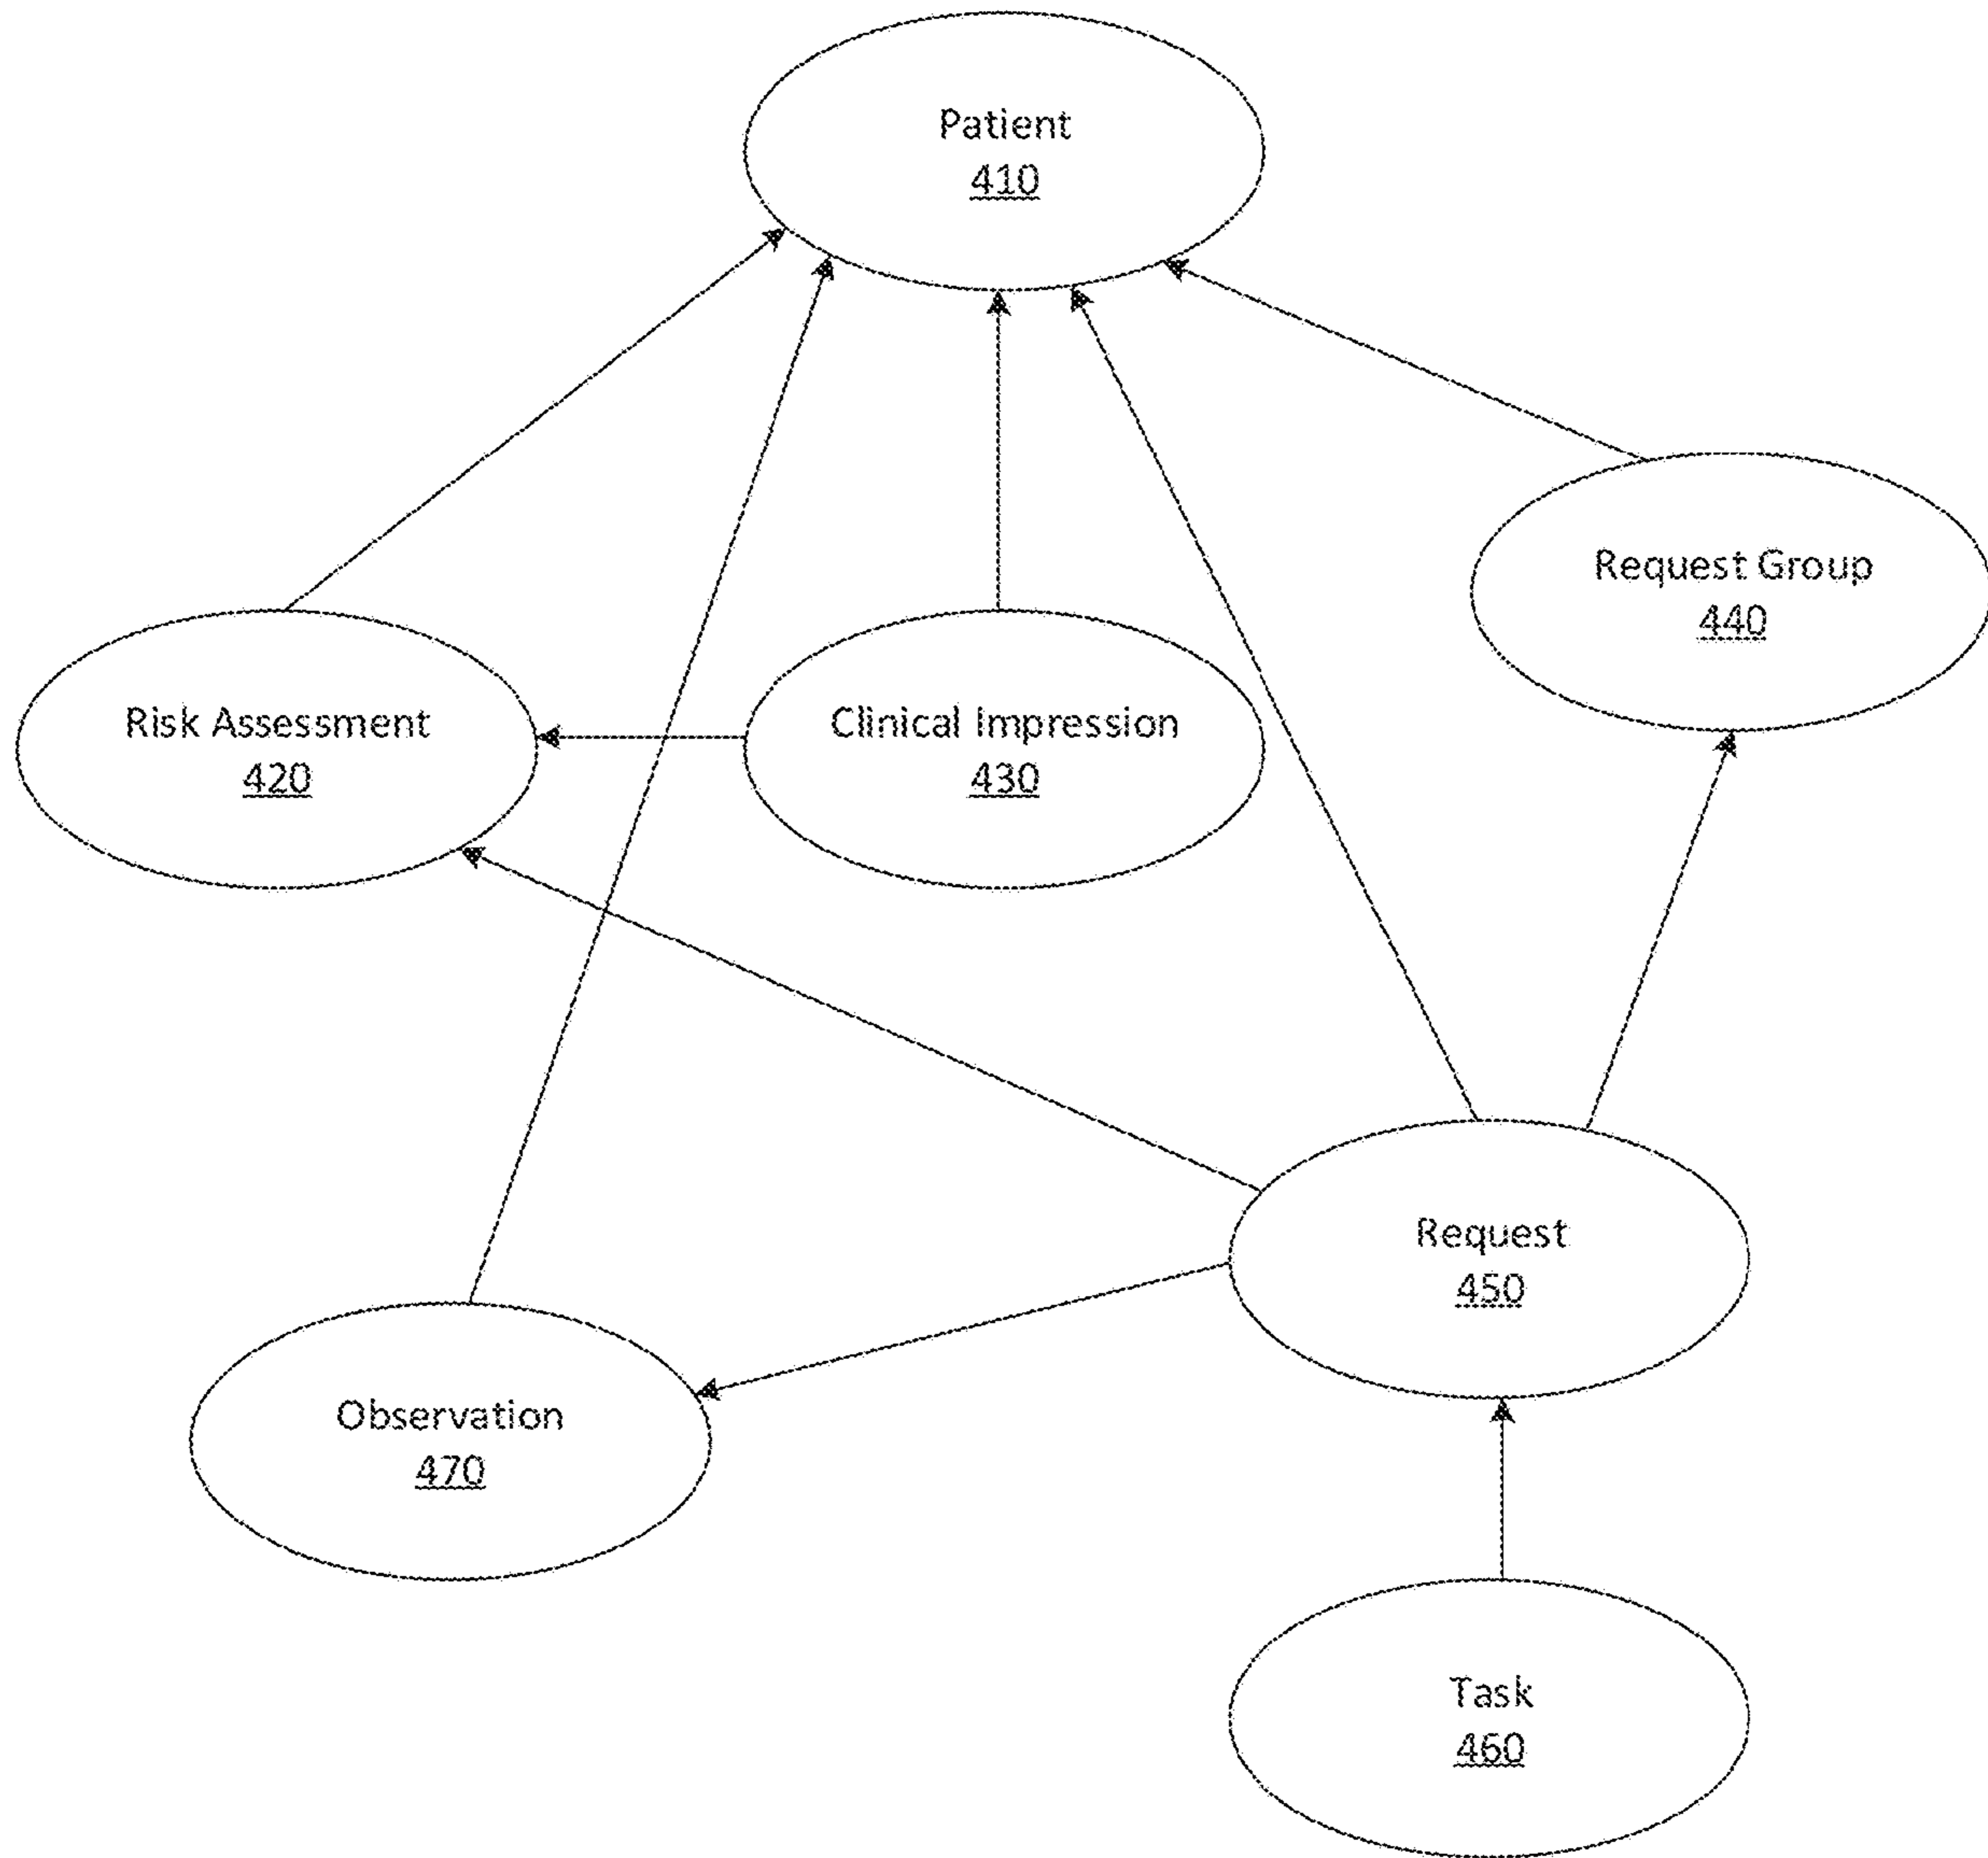 Patient
410
Request Group
440
Risk Assessment
420
Clinical Impression
430
Request
450
Observation
470
Task
460